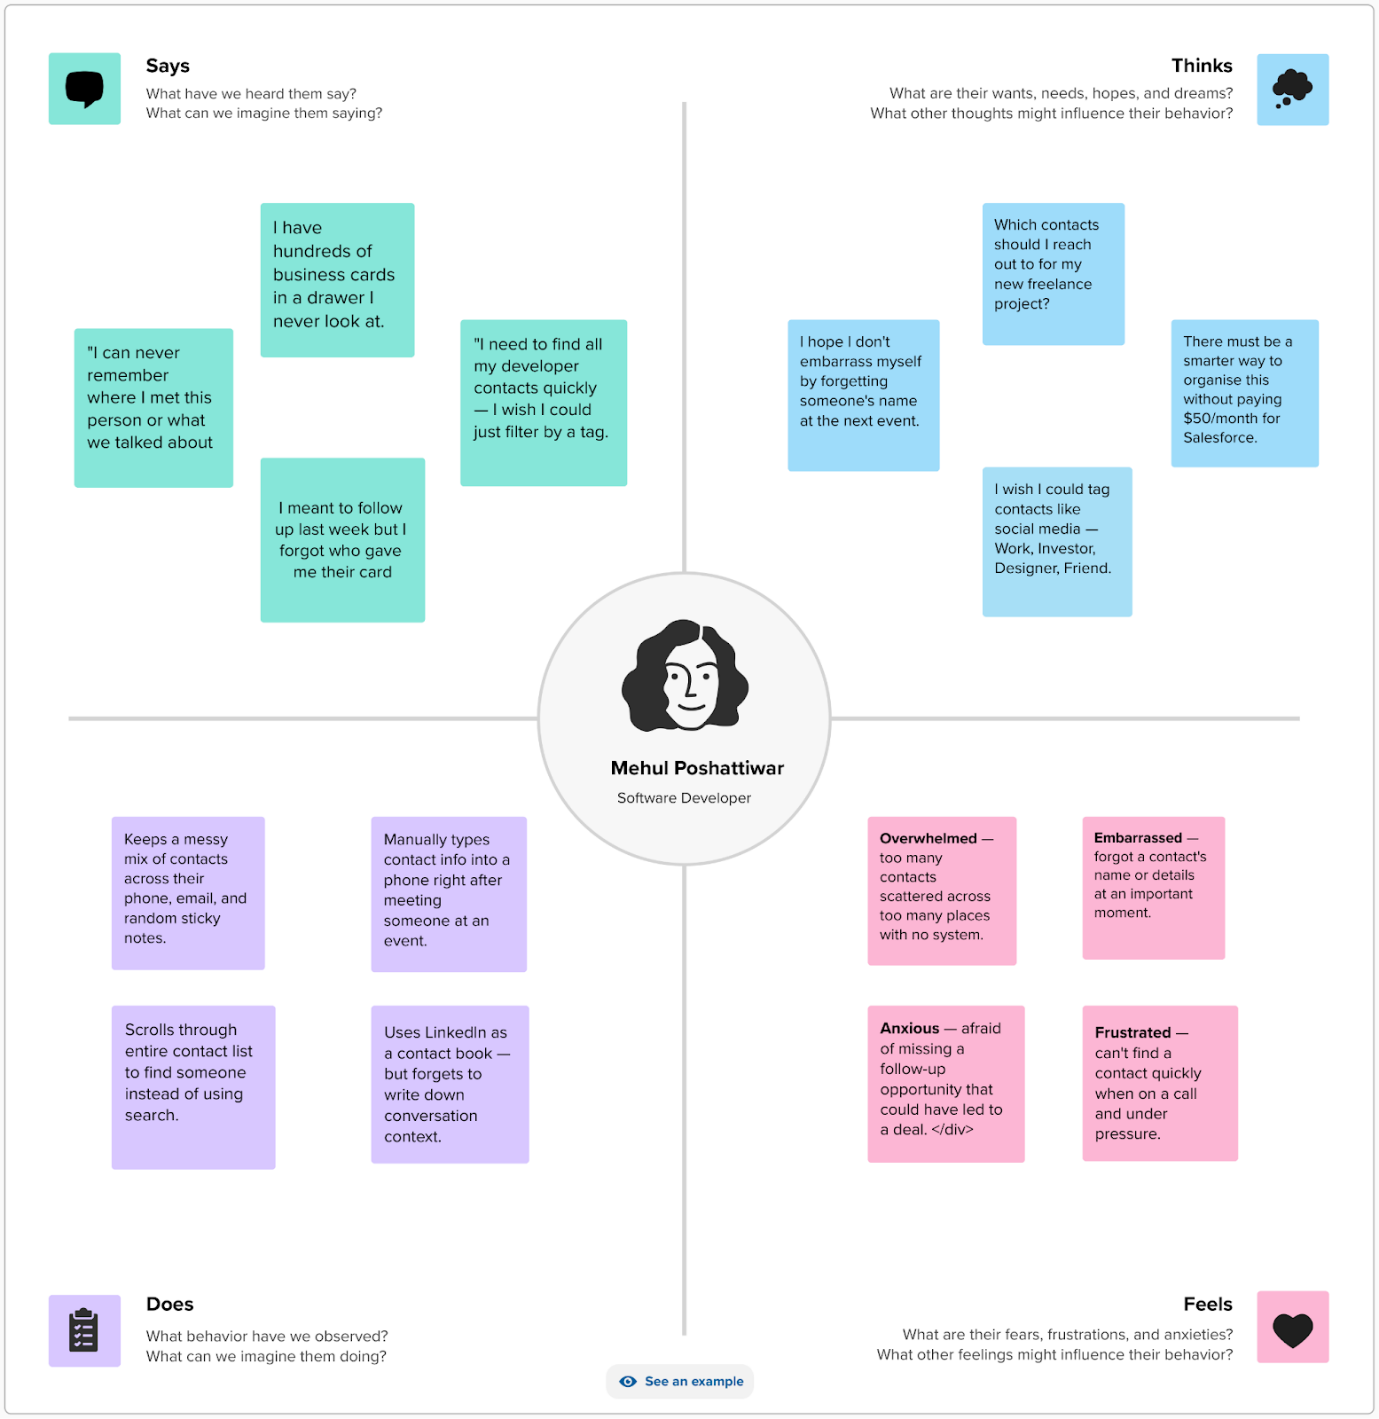 Says
What have we heard them say?
What can we imagine them saying?
Thinks
What are their wants, needs, hopes, and dreams?
What other thoughts might influence their behavior?
I have
hundreds of
business cards
in a drawer I
never look at.
"I can never
remember
where I met this
person or what
we talked about
"I need to find all
my developer
contacts quickly
— I wish I could
just filter by a tag.
I meant to follow
up last week but I
forgot who gave
me their card
Which contacts
should I reach
out to for my
new freelance
project?
I hope I don't
embarrass myself
by forgetting
someone's name
at the next event.
There must be a
smarter way to
organise this
without paying
$50/month for
Salesforce.
I wish I could tag
contacts like
social media —
Work, Investor,
Designer, Friend.
Mehul Poshattiwar
Software Developer
Keeps a messy
mix of contacts
across their
phone, email, and
random sticky
notes.
Manually types
contact info into a
phone right after
meeting
someone at an
event.
Scrolls through
entire contact list
to find someone
instead of using
search.
Uses LinkedIn as
a contact book —
but forgets to
write down
conversation
context.
Overwhelmed —
too many
contacts
scattered across
too many places
with no system.
Embarrassed —
forgot a contact's
name or details
at an important
moment.
Anxious — afraid
of missing a
follow-up
opportunity that
could have led to
a deal. </div>
Frustrated —
can't find a
contact quickly
when on a call
and under
pressure.
Does
What behavior have we observed?
What can we imagine them doing?
Feels
What are their fears, frustrations, and anxieties?
What other feelings might influence their behavior?
See an example